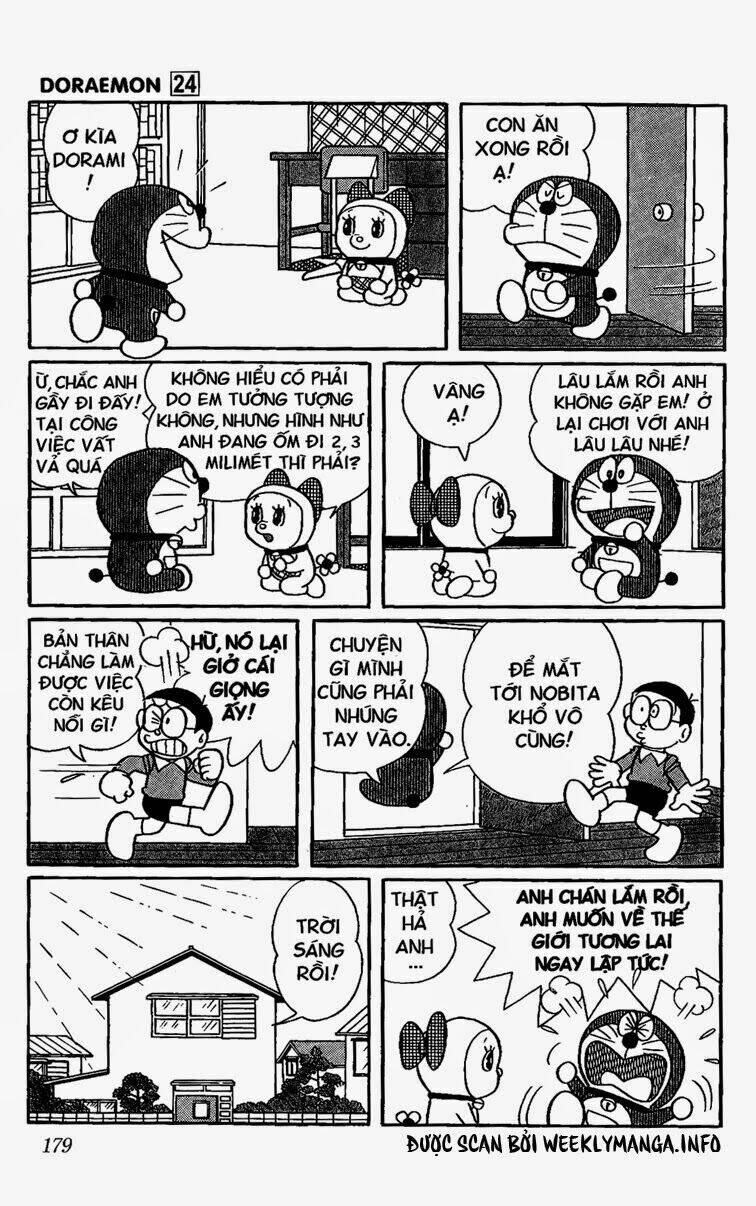 DORAEMON 24
CON ĂN
XONG RỒI
Ạ!
Ơ KÌA
DORAMI
!
LÂU LẮM RỒI ANH
KHÔNG GẶP EM! Ở
LẠI CHƠI VỚI ANH
LÂU LÂU NHÉ!
VÂNG
Ạ!
KHÔNG HIỂU CÓ PHẢI
DO EM TƯỞNG TƯỢNG
KHÔNG, NHƯNG HÌNH NHƯ
ANH ĐANG ỐM ĐI 2, 3
MILIMÉT THÌ PHẢI?
Ừ, CHẮC ANH
GẦY ĐI ĐẤY!
TẠI CÔNG
VIỆC VẤT
VẢ QUÁ.
ĐỂ MẮT
TỚI NOBITA
KHỔ VÔ
CÙNG!
CHUYỆN
GÌ MÌNH
CŨNG PHẢI
NHÚNG
TAY VÀO.
HỪ, NÓ LẠI
GIỞ CÁI
GIỌNG
ẤY!
BẢN THÂN
CHẲNG LÀM
ĐƯỢC VIỆC
CÒN KÊU
NỖI GÌ!
ANH CHÁN LẮM RỒI,
ANH MUỐN VỀ THẾ
GIỚI TƯƠNG LAI
NGAY LẬP TỨC!
THẬT
HẢ
ANH
...
TRỜI
SÁNG
RỒI!
179
ĐƯỢC SCAN BỞI WEEKLYMANGA.INFO